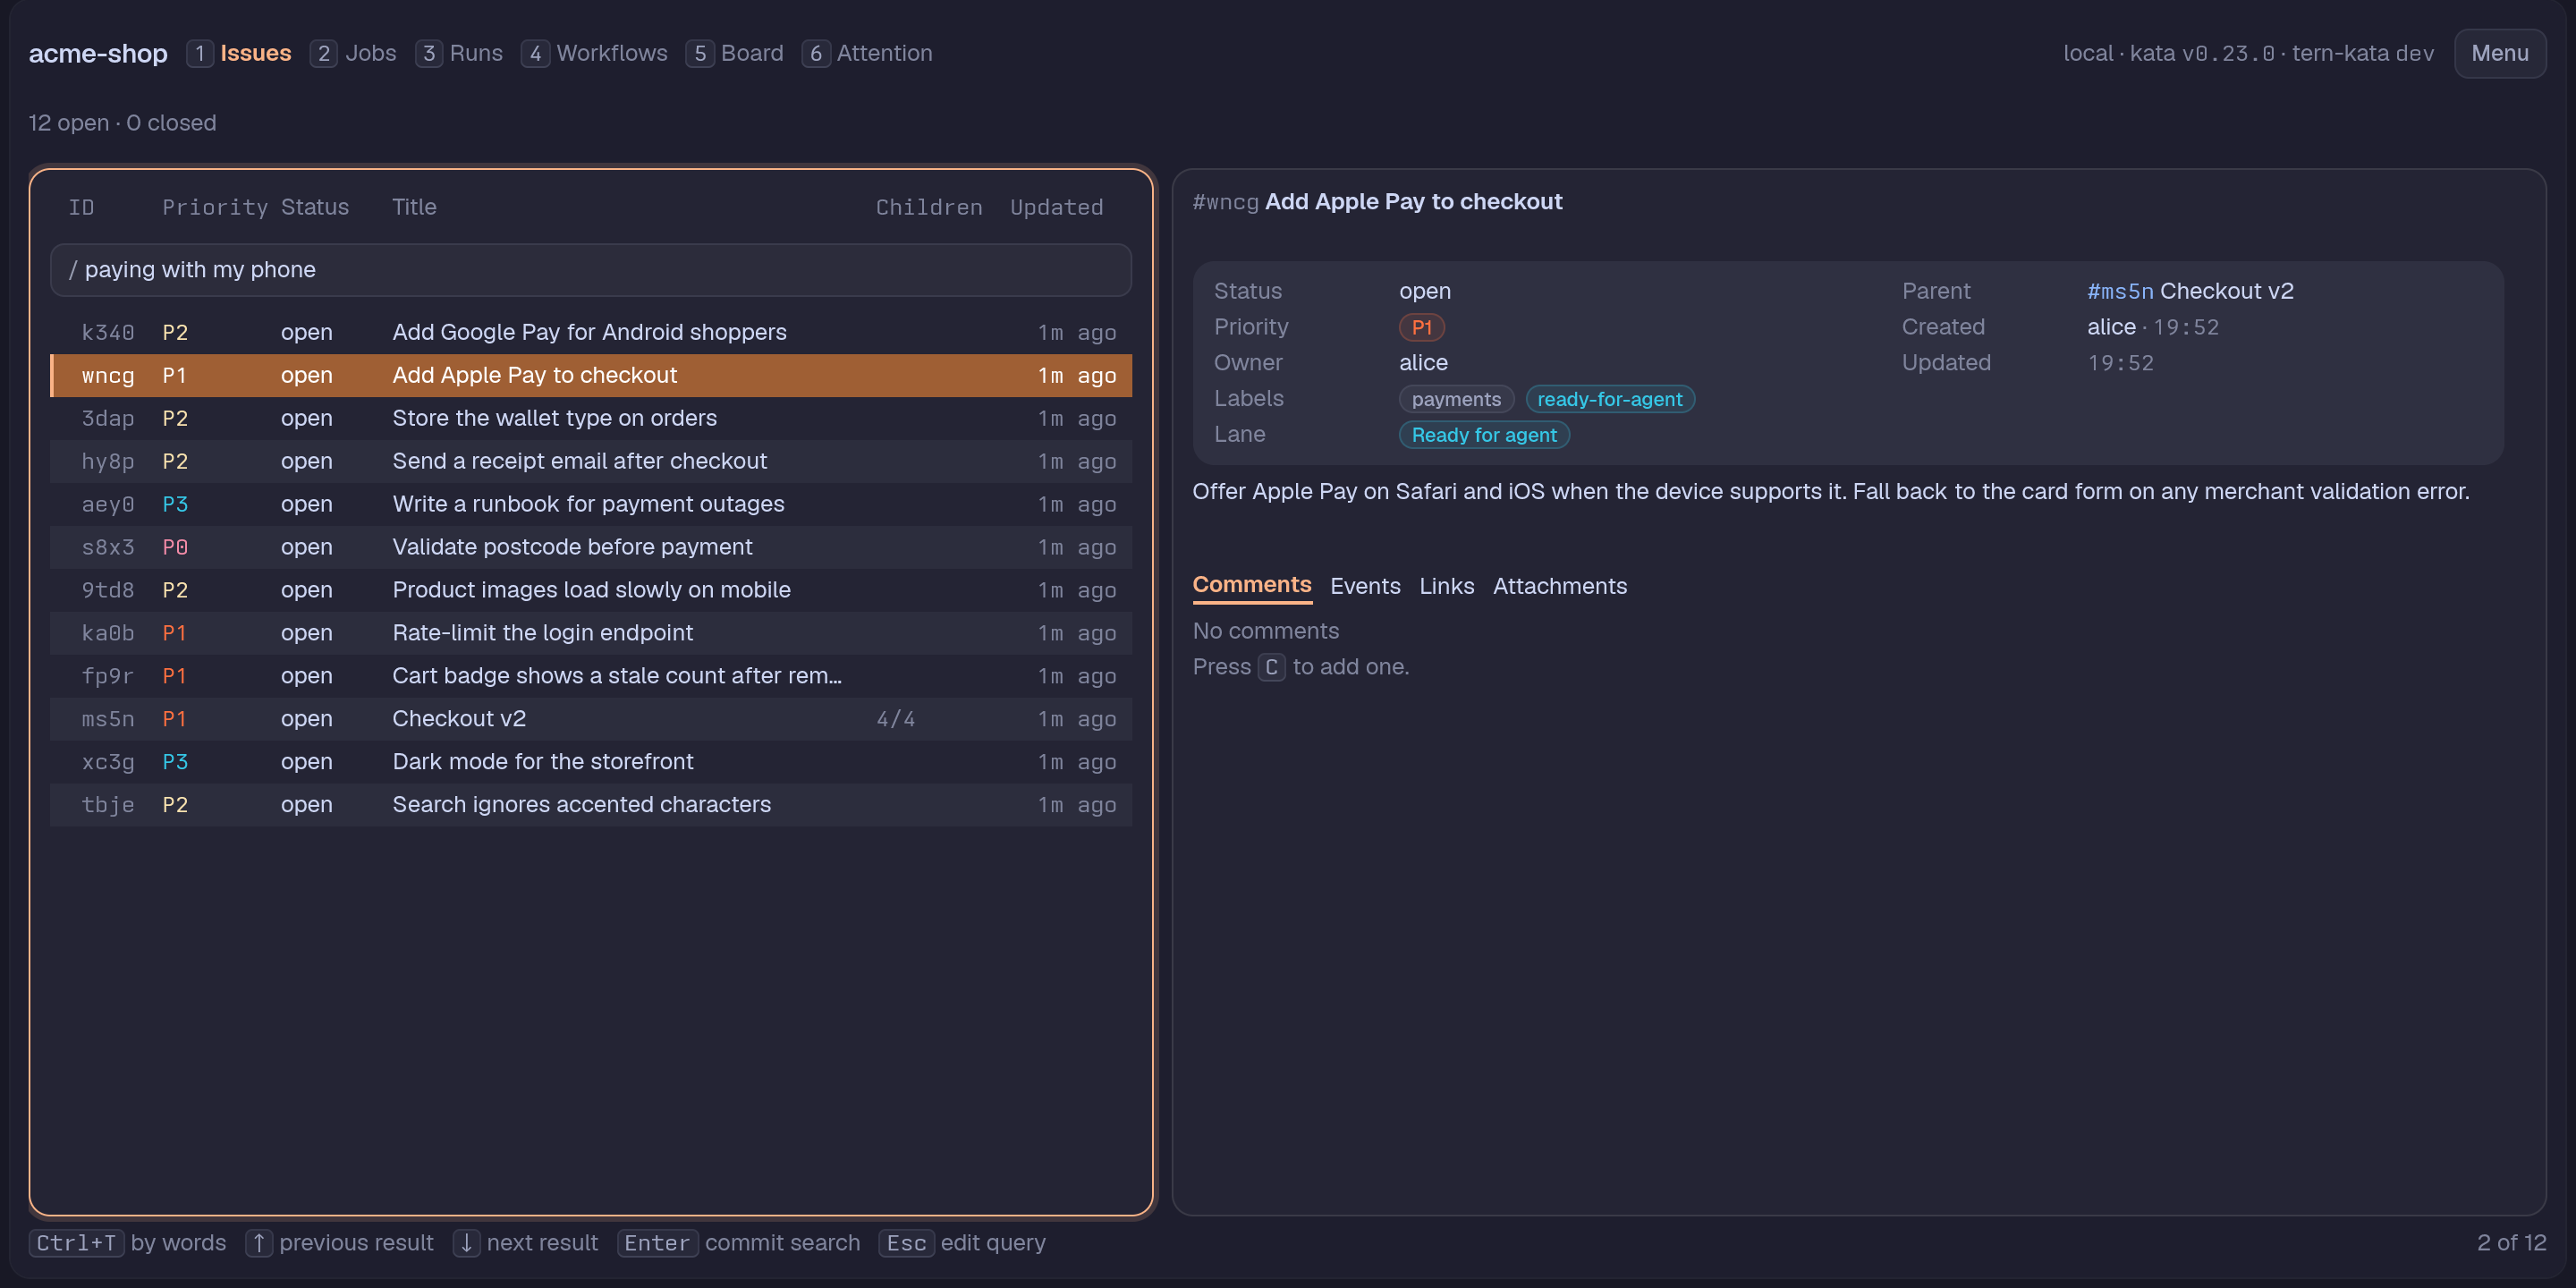 acme-shop 1 Issues 2 Jobs 3 Runs 4 Workflows 5 Board 6 Attention local · kata v0.23.0 · tern-kata dev Menu
12 open · 0 closed
ID Priority Status Title Children Updated
/ paying with my phone
k340 P2 open Add Google Pay for Android shoppers 1m ago
wncg P1 open Add Apple Pay to checkout 1m ago
3dap P2 open Store the wallet type on orders 1m ago
hy8p P2 open Send a receipt email after checkout 1m ago
aey0 P3 open Write a runbook for payment outages 1m ago
s8x3 P0 open Validate postcode before payment 1m ago
9td8 P2 open Product images load slowly on mobile 1m ago
ka0b P1 open Rate-limit the login endpoint 1m ago
fp9r P1 open Cart badge shows a stale count after rem… 1m ago
ms5n P1 open Checkout v2 4/4 1m ago
xc3g P3 open Dark mode for the storefront 1m ago
tbje P2 open Search ignores accented characters 1m ago
#wncg Add Apple Pay to checkout
Status open Parent #ms5n Checkout v2
Priority P1 Created alice · 19:52
Owner alice Updated 19:52
Labels payments ready-for-agent
Lane Ready for agent
Offer Apple Pay on Safari and iOS when the device supports it. Fall back to the card form on any merchant validation error.
Comments Events Links Attachments
No comments
Press C to add one.
Ctrl+T by words ↑ previous result ↓ next result Enter commit search Esc edit query 2 of 12